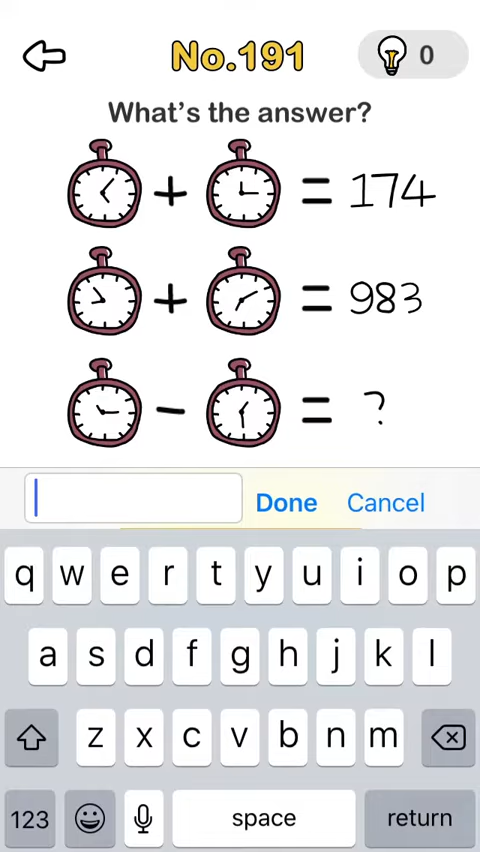 No.191
0
What's the answer?
+ = 174
+ = 983
- = ?
Done Cancel
q w e r t y u i o p
a s d f g h j k l
z x c v b n m
123 space return